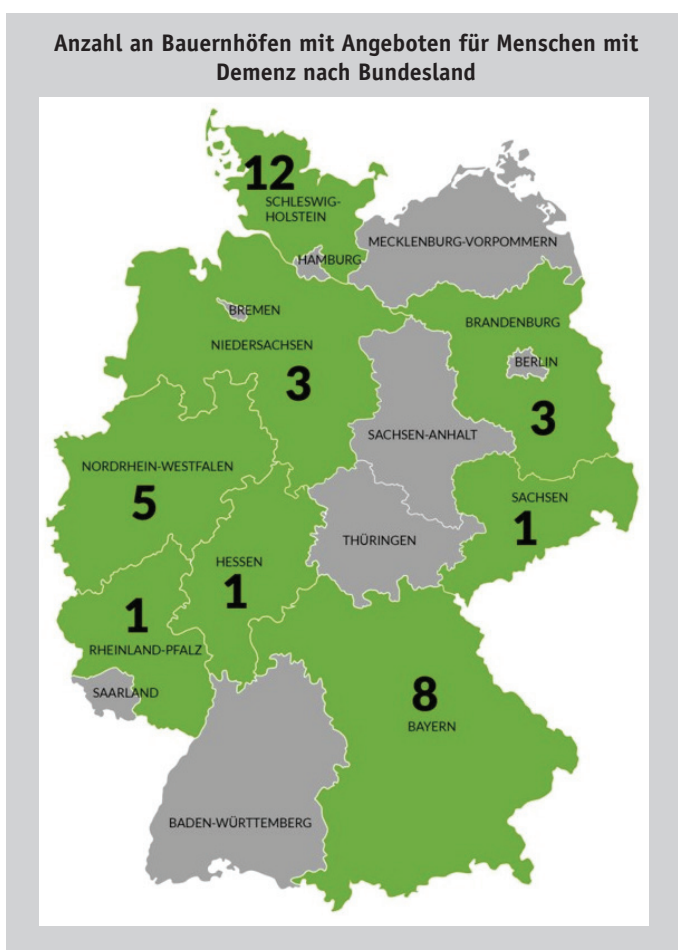 Anzahl an Bauernhöfen mit Angeboten für Menschen mit
Demenz nach Bundesland
12
SCHLESWIG-
HOLSTEIN
MECKLENBURG-VORPOMMERN
HAMBURG
BREMEN
BRANDENBURG
NIEDERSACHSEN
BERLIN
3
3
SACHSEN-ANHALT
NORDRHEIN-WESTFALEN
5
SACHSEN
1
THÜRINGEN
HESSEN
1
1
RHEINLAND-PFALZ
SAARLAND
8
BAYERN
BADEN-WÜRTTEMBERG